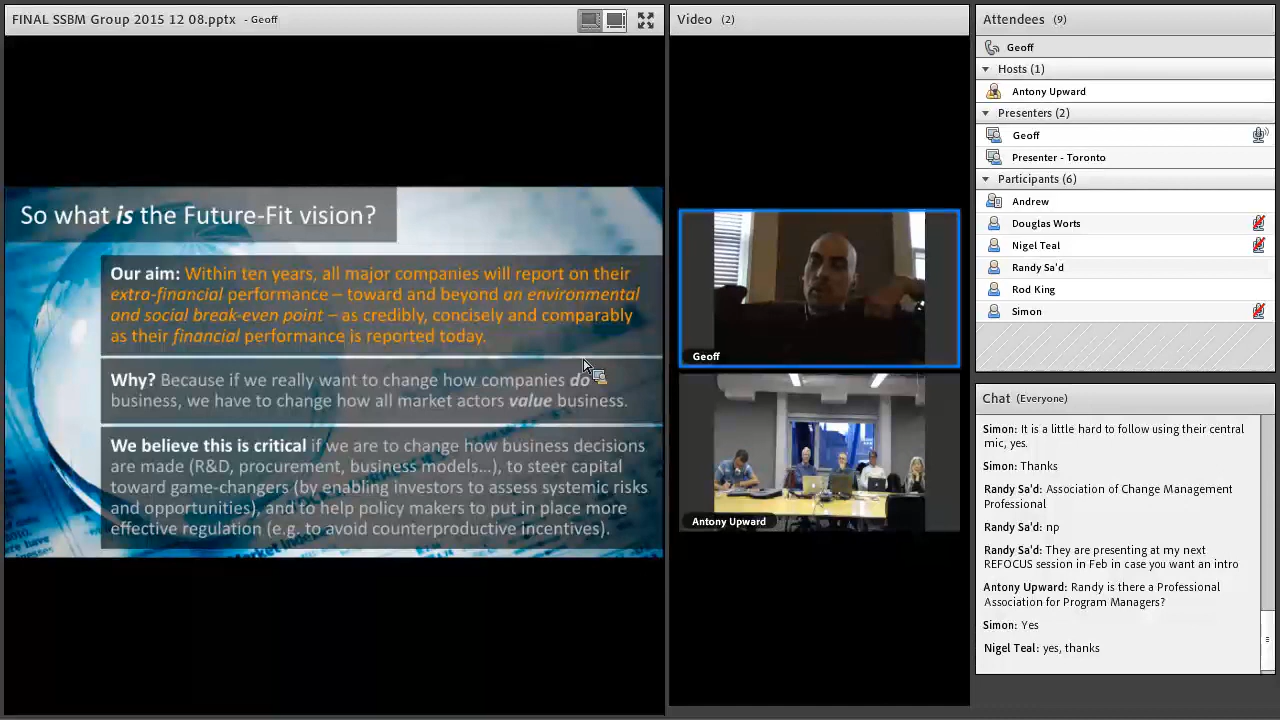 FINAL SSBM Group 2015 12 08.pptx - Geoff
So what is the Future-Fit vision?
Our aim: Within ten years, all major companies will report on their
extra-financial performance – toward and beyond an environmental
and social break-even point – as credibly, concisely and comparably
as their financial performance is reported today.
Why? Because if we really want to change how companies do
business, we have to change how all market actors value business.
We believe this is critical if we are to change how business decisions
are made (R&D, procurement, business models...), to steer capital
toward game-changers (by enabling investors to assess systemic risks
and opportunities), and to help policy makers to put in place more
effective regulation (e.g. to avoid counterproductive incentives).
Video (2)
Geoff
Antony Upward
Attendees (9)
Geoff
Hosts (1)
Antony Upward
Presenters (2)
Geoff
Presenter - Toronto
Participants (6)
Andrew
Douglas Worts
Nigel Teal
Randy Sa'd
Rod King
Simon
Chat (Everyone)
Simon: It is a little hard to follow using their central
mic, yes.
Simon: Thanks
Randy Sa'd: Association of Change Management
Professional
Randy Sa'd: np
Randy Sa'd: They are presenting at my next
REFOCUS session in Feb in case you want an intro
Antony Upward: Randy is there a Professional
Association for Program Managers?
Simon: Yes
Nigel Teal: yes, thanks